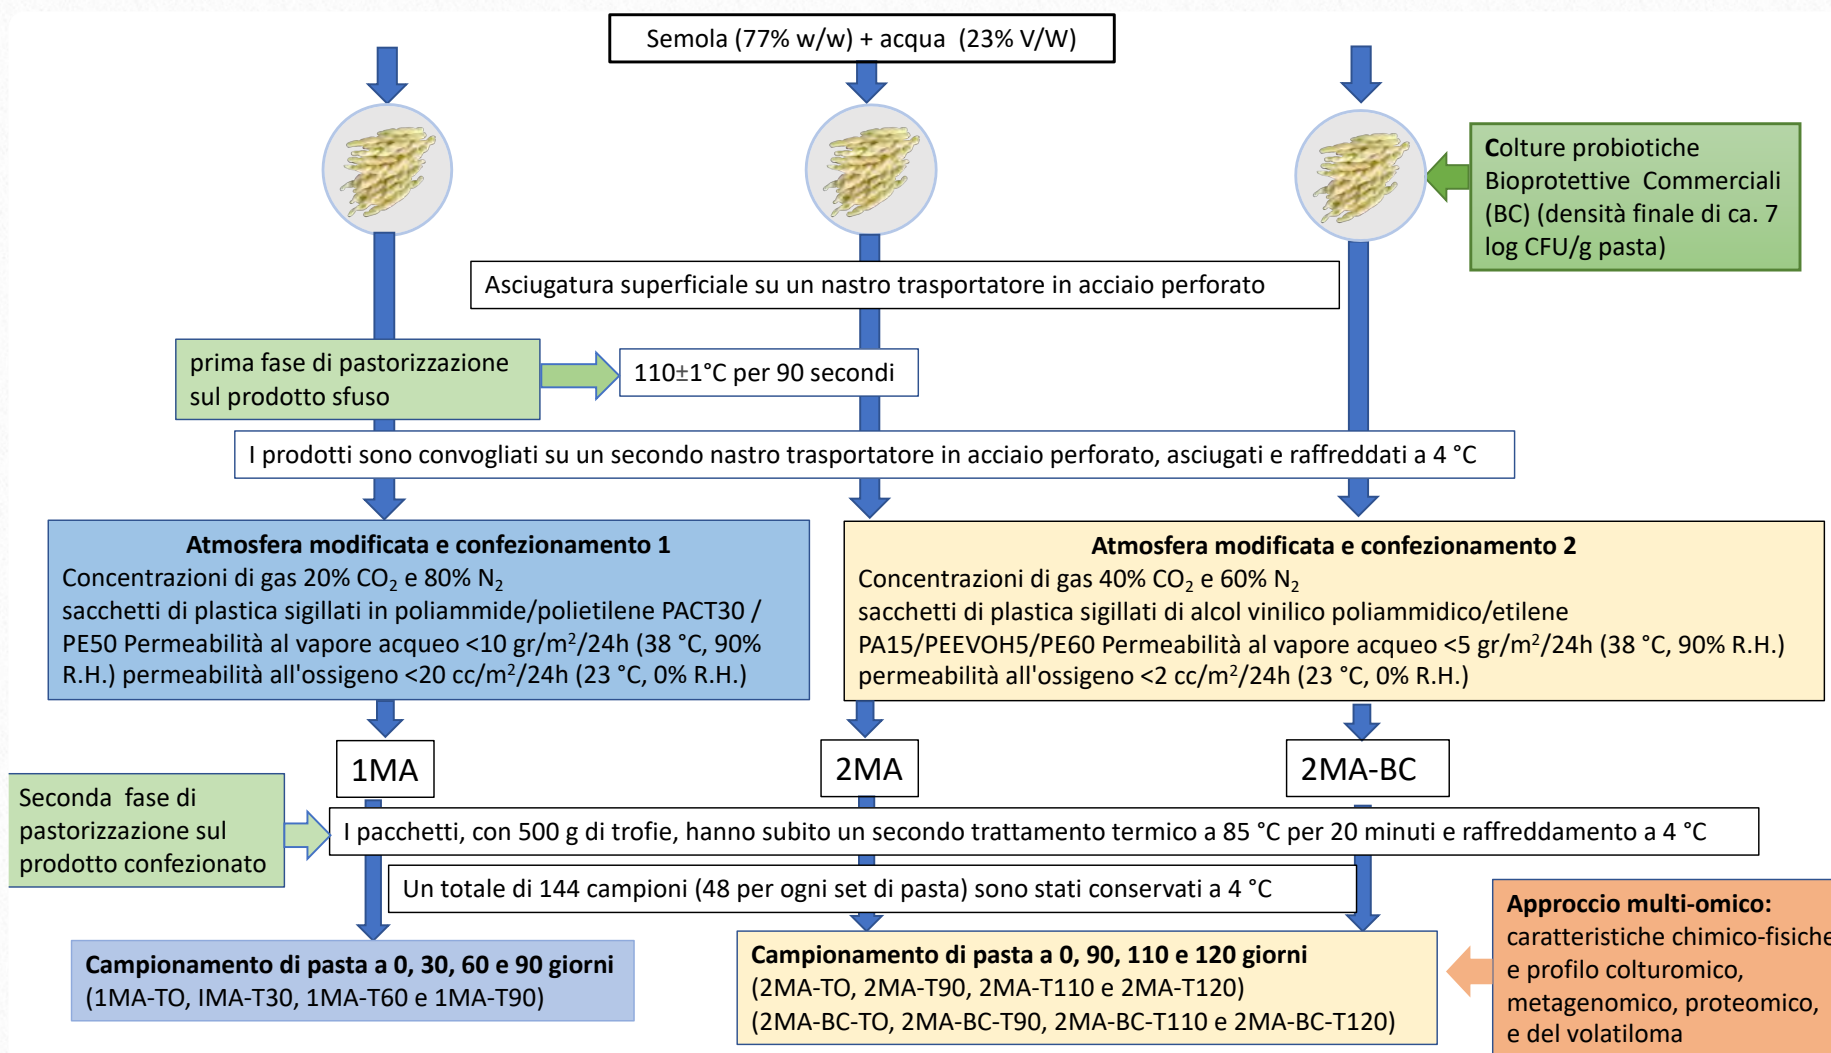 Semola (77% w/w) + acqua (23% V/W)
Colture probiotiche
Bioprotettive Commerciali
(BC) (densità finale di ca. 7
log CFU/g pasta)
Asciugatura superficiale su un nastro trasportatore in acciaio perforato
prima fase di pastorizzazione
sul prodotto sfuso
110±1°C per 90 secondi
I prodotti sono convogliati su un secondo nastro trasportatore in acciaio perforato, asciugati e raffreddati a 4 °C
Atmosfera modificata e confezionamento 1
Concentrazioni di gas 20% CO₂ e 80% N₂
sacchetti di plastica sigillati in poliammide/polietilene PACT30 /
PE50 Permeabilità al vapore acqueo <10 gr/m²/24h (38 °C, 90%
R.H.) permeabilità all'ossigeno <20 cc/m²/24h (23 °C, 0% R.H.)
Atmosfera modificata e confezionamento 2
Concentrazioni di gas 40% CO₂ e 60% N₂
sacchetti di plastica sigillati di alcol vinilico poliammidico/etilene
PA15/PEEVOH5/PE60 Permeabilità al vapore acqueo <5 gr/m²/24h (38 °C, 90% R.H.)
permeabilità all'ossigeno <2 cc/m²/24h (23 °C, 0% R.H.)
1MA
2MA
2MA-BC
Seconda fase di
pastorizzazione sul
prodotto confezionato
I pacchetti, con 500 g di trofie, hanno subito un secondo trattamento termico a 85 °C per 20 minuti e raffreddamento a 4 °C
Un totale di 144 campioni (48 per ogni set di pasta) sono stati conservati a 4 °C
Campionamento di pasta a 0, 30, 60 e 90 giorni
(1MA-TO, IMA-T30, 1MA-T60 e 1MA-T90)
Campionamento di pasta a 0, 90, 110 e 120 giorni
(2MA-TO, 2MA-T90, 2MA-T110 e 2MA-T120)
(2MA-BC-TO, 2MA-BC-T90, 2MA-BC-T110 e 2MA-BC-T120)
Approccio multi-omico:
caratteristiche chimico-fisiche
e profilo colturomico,
metagenomico, proteomico,
e del volatiloma